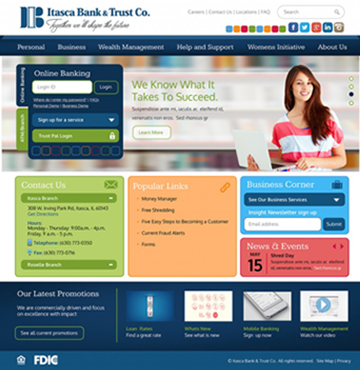 Itasca Bank & Trust Co.
Together we'll shape the future
Careers | Contact Us | Locations | FAQ
Search
Personal
Business
Wealth Management
Help and Support
Womens Initiative
About Us
Online Banking
ATM/Branch
Online Banking
Login ID
Login
Where do I enter my password? | FAQs
Personal Demo | Business Demo
Sign up for a service
Trust Pal Login
We Know What It
Takes To Succeed.
Suspendisse ante mi, iaculis ac eleifend id,
venenatis non eros. Sed rhoncus gr
Learn More
Contact Us
Itasca Branch
308 W. Irving Park Rd, Itasca, IL 60143
Get Directions
Hours:
Monday - Thursday 9:00a.m. - 4p.m.
Friday, 9 a.m. - 5 p.m.
Telephone: (630) 773-0350
Fax: (630) 773-0116
Roselle Branch
Popular Links
Money Manager
Free Shredding
Five Easy Steps to Becoming a Customer
Current Fraud Alerts
Forms
Business Corner
See Our Business Services
Insight Newsletter sign up
Email Address
Submit
News & Events
MAY
15
Shred Day
Suspendisse ante mi, iaculis ac eleifend
id, venenatis non eros. Sed rhoncus gr
Our Latest Promotions
We are commercially driven and focus
on excellence with impact
See all current promotions
Loan Rates
Find a great rate
Whats New
See what is new
Mobile Banking
Sign up now
Wealth Management
Watch our video
FDIC
© Itasca Bank & Trust Co. All rights reserved. Site Map | Privacy